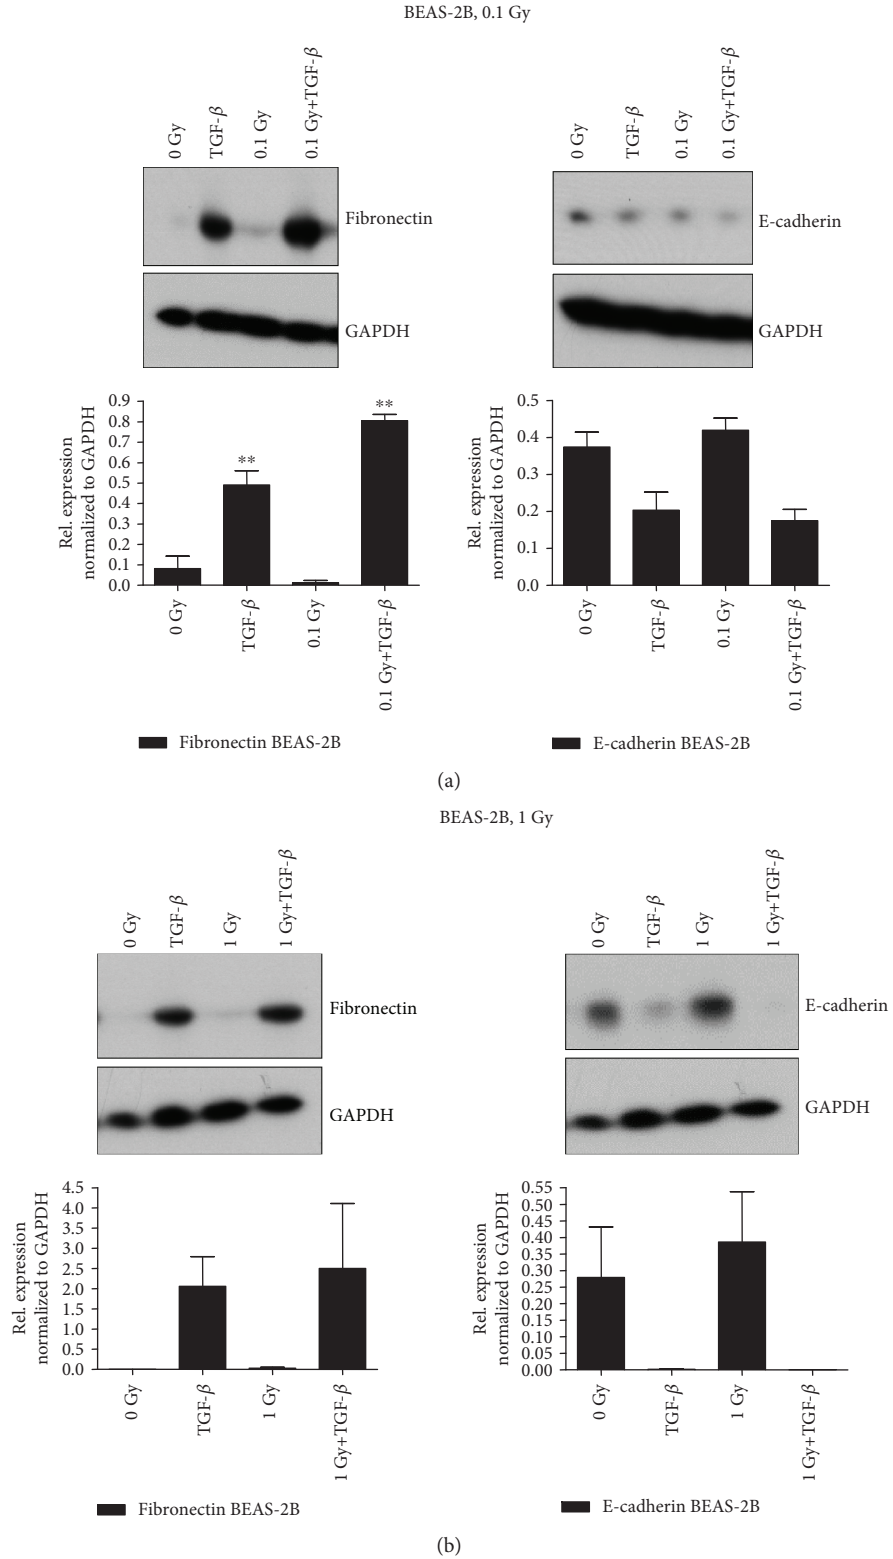 BEAS-2B, 0.1 Gy
0 Gy
TGF-β
0.1 Gy
0.1 Gy+TGF-β
Fibronectin
GAPDH
0 Gy
TGF-β
0.1 Gy
0.1 Gy+TGF-β
E-cadherin
GAPDH
Rel. expression
normalized to GAPDH
0.9
0.8
0.7
0.6
0.5
0.4
0.3
0.2
0.1
0.0
**
**
0 Gy
TGF-β
0.1 Gy
0.1 Gy+TGF-β
Fibronectin BEAS-2B
Rel. expression
normalized to GAPDH
0.5
0.4
0.3
0.2
0.1
0.0
0 Gy
TGF-β
0.1 Gy
0.1 Gy+TGF-β
E-cadherin BEAS-2B
(a)
BEAS-2B, 1 Gy
0 Gy
TGF-β
1 Gy
1 Gy+TGF-β
Fibronectin
GAPDH
0 Gy
TGF-β
1 Gy
1 Gy+TGF-β
E-cadherin
GAPDH
Rel. expression
normalized to GAPDH
4.5
4.0
3.5
3.0
2.5
2.0
1.5
1.0
0.5
0.0
0 Gy
TGF-β
1 Gy
1 Gy+TGF-β
Fibronectin BEAS-2B
Rel. expression
normalized to GAPDH
0.55
0.50
0.45
0.40
0.35
0.30
0.25
0.20
0.15
0.10
0.05
0.00
0 Gy
TGF-β
1 Gy
1 Gy+TGF-β
E-cadherin BEAS-2B
(b)